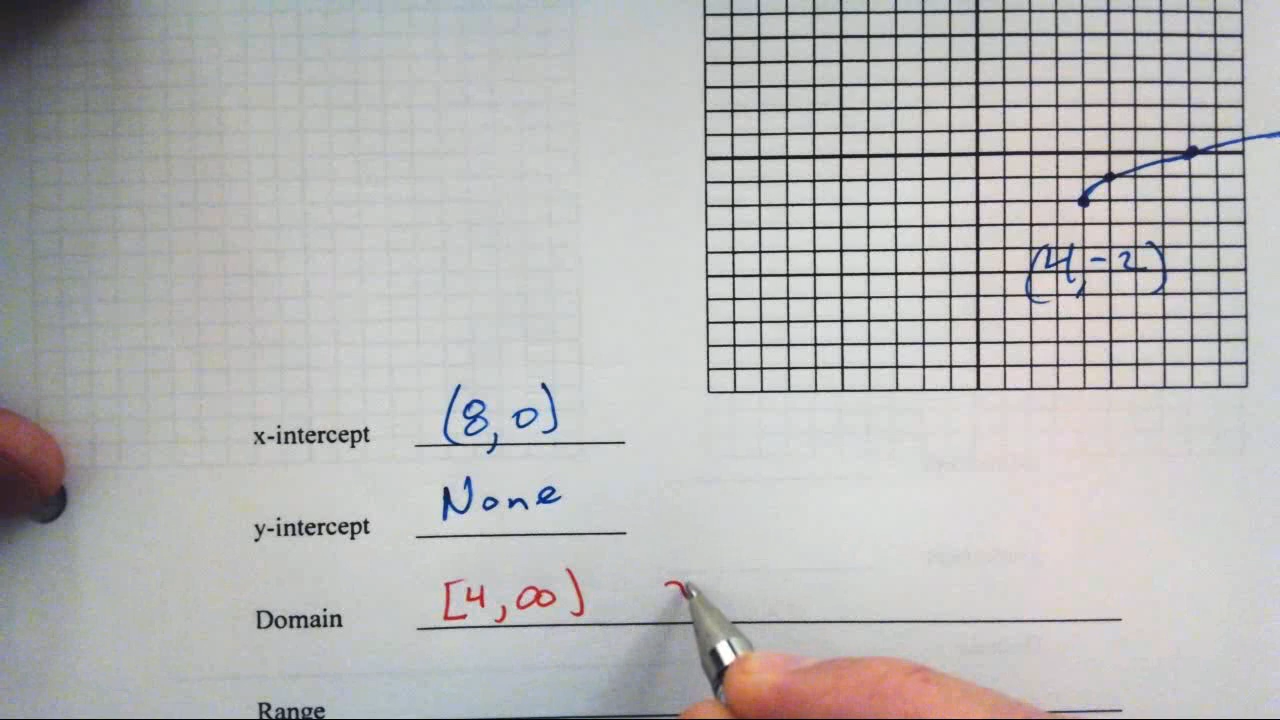 (4,-2)
x-intercept (8,0)
y-intercept None
Domain [4,∞)
Range